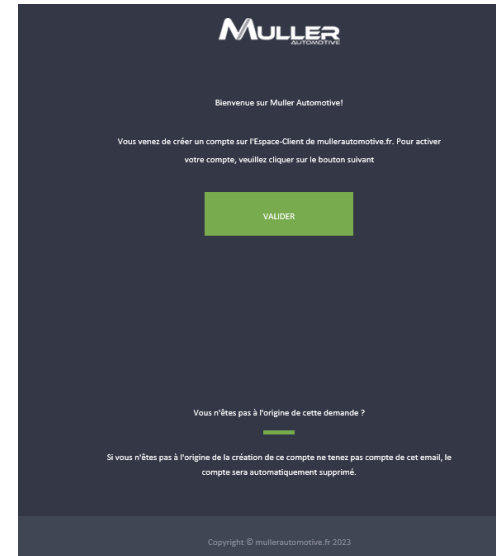 MULLER
AUTOMOTIVE
Bienvenue sur Muller Automotive!
Vous venez de créer un compte sur l'Espace-Client de mullerautomotive.fr. Pour activer
votre compte, veuillez cliquer sur le bouton suivant
VALIDER
Vous n'êtes pas à l'origine de cette demande ?
Si vous n'êtes pas à l'origine de la création de ce compte ne tenez pas compte de cet email, le
compte sera automatiquement supprimé.
Copyright © mullerautomotive.fr 2023